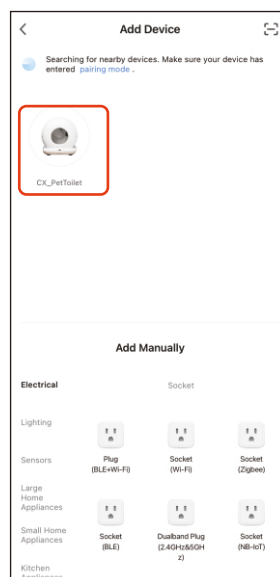 Add Device
Searching for nearby devices. Make sure your device has
entered pairing mode .
CX_PetToilet
Add Manually
Electrical
Socket
Lighting
Sensors
Large
Home
Appliances
Small Home
Appliances
Kitchen
Appliances
Plug
(BLE+Wi-Fi)
Socket
(Wi-Fi)
Socket
(Zigbee)
Socket
(BLE)
Dualband Plug
(2.4GHz&5GH
z)
Socket
(NB-IoT)